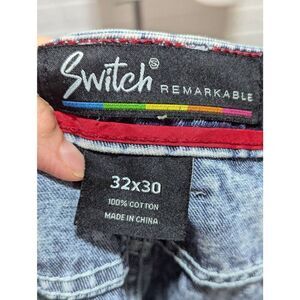 Switch
REMARKABLE
32x30
100% COTTON
MADE IN CHINA